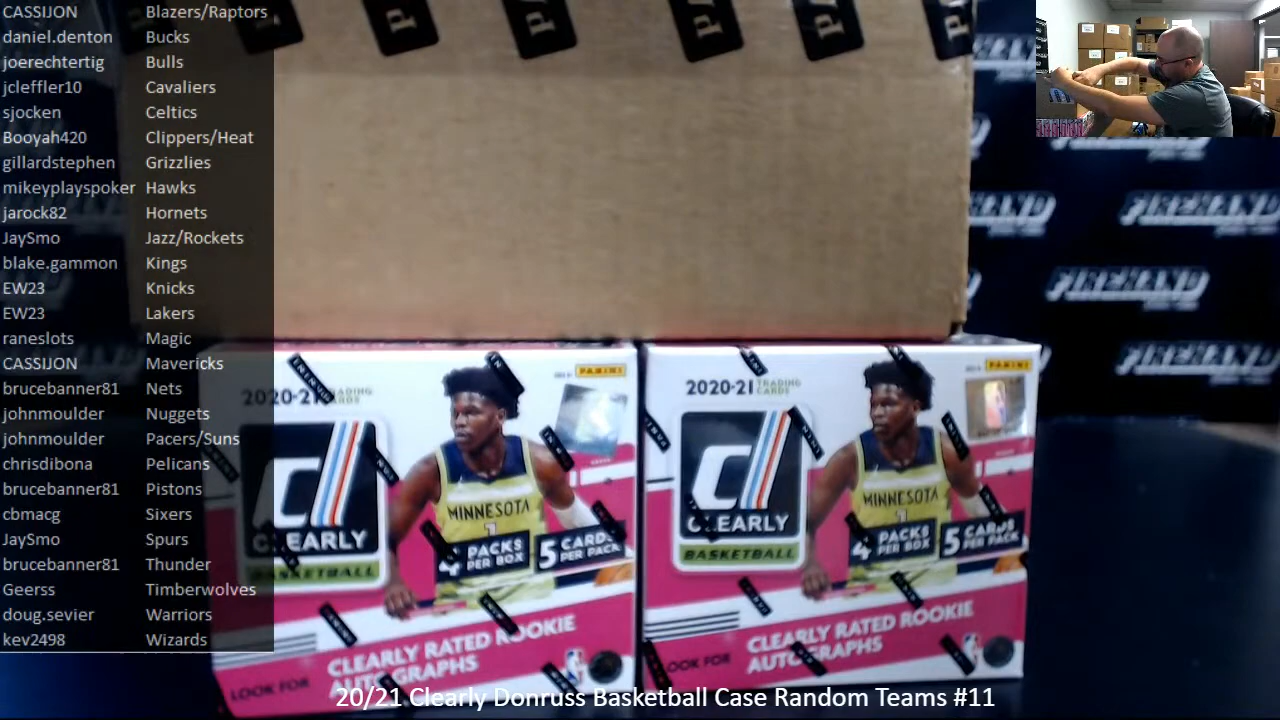 CASSIJON Blazers/Raptors
daniel.denton Bucks
joerechtertig Bulls
jcleffler10 Cavaliers
sjocken Celtics
Booyah420 Clippers/Heat
gillardstephen Grizzlies
mikeyplayspoker Hawks
jarock82 Hornets
JaySmo Jazz/Rockets
blake.gammon Kings
EW23 Knicks
EW23 Lakers
raneslots Magic
CASSIJON Mavericks
brucebanner81 Nets
johnmoulder Nuggets
johnmoulder Pacers/Suns
chrisdibona Pelicans
brucebanner81 Pistons
cbmacg Sixers
JaySmo Spurs
brucebanner81 Thunder
Geerss Timberwolves
doug.sevier Warriors
kev2498 Wizards
FIREHAND
FIREHAND
FIREHAND
2020-21 TRADING CARDS
PANINI
CLEARLY
BASKETBALL
MINNESOTA
1
4 PACKS PER BOX
5 CARDS PER PACK
LOOK FOR
CLEARLY RATED ROOKIE
AUTOGRAPHS
2020-21 TRADING CARDS
PANINI
CLEARLY
BASKETBALL
MINNESOTA
4 PACKS PER BOX
5 CARDS PER PACK
LOOK FOR
CLEARLY RATED ROOKIE
AUTOGRAPHS
20/21 Clearly Donruss Basketball Case Random Teams #11